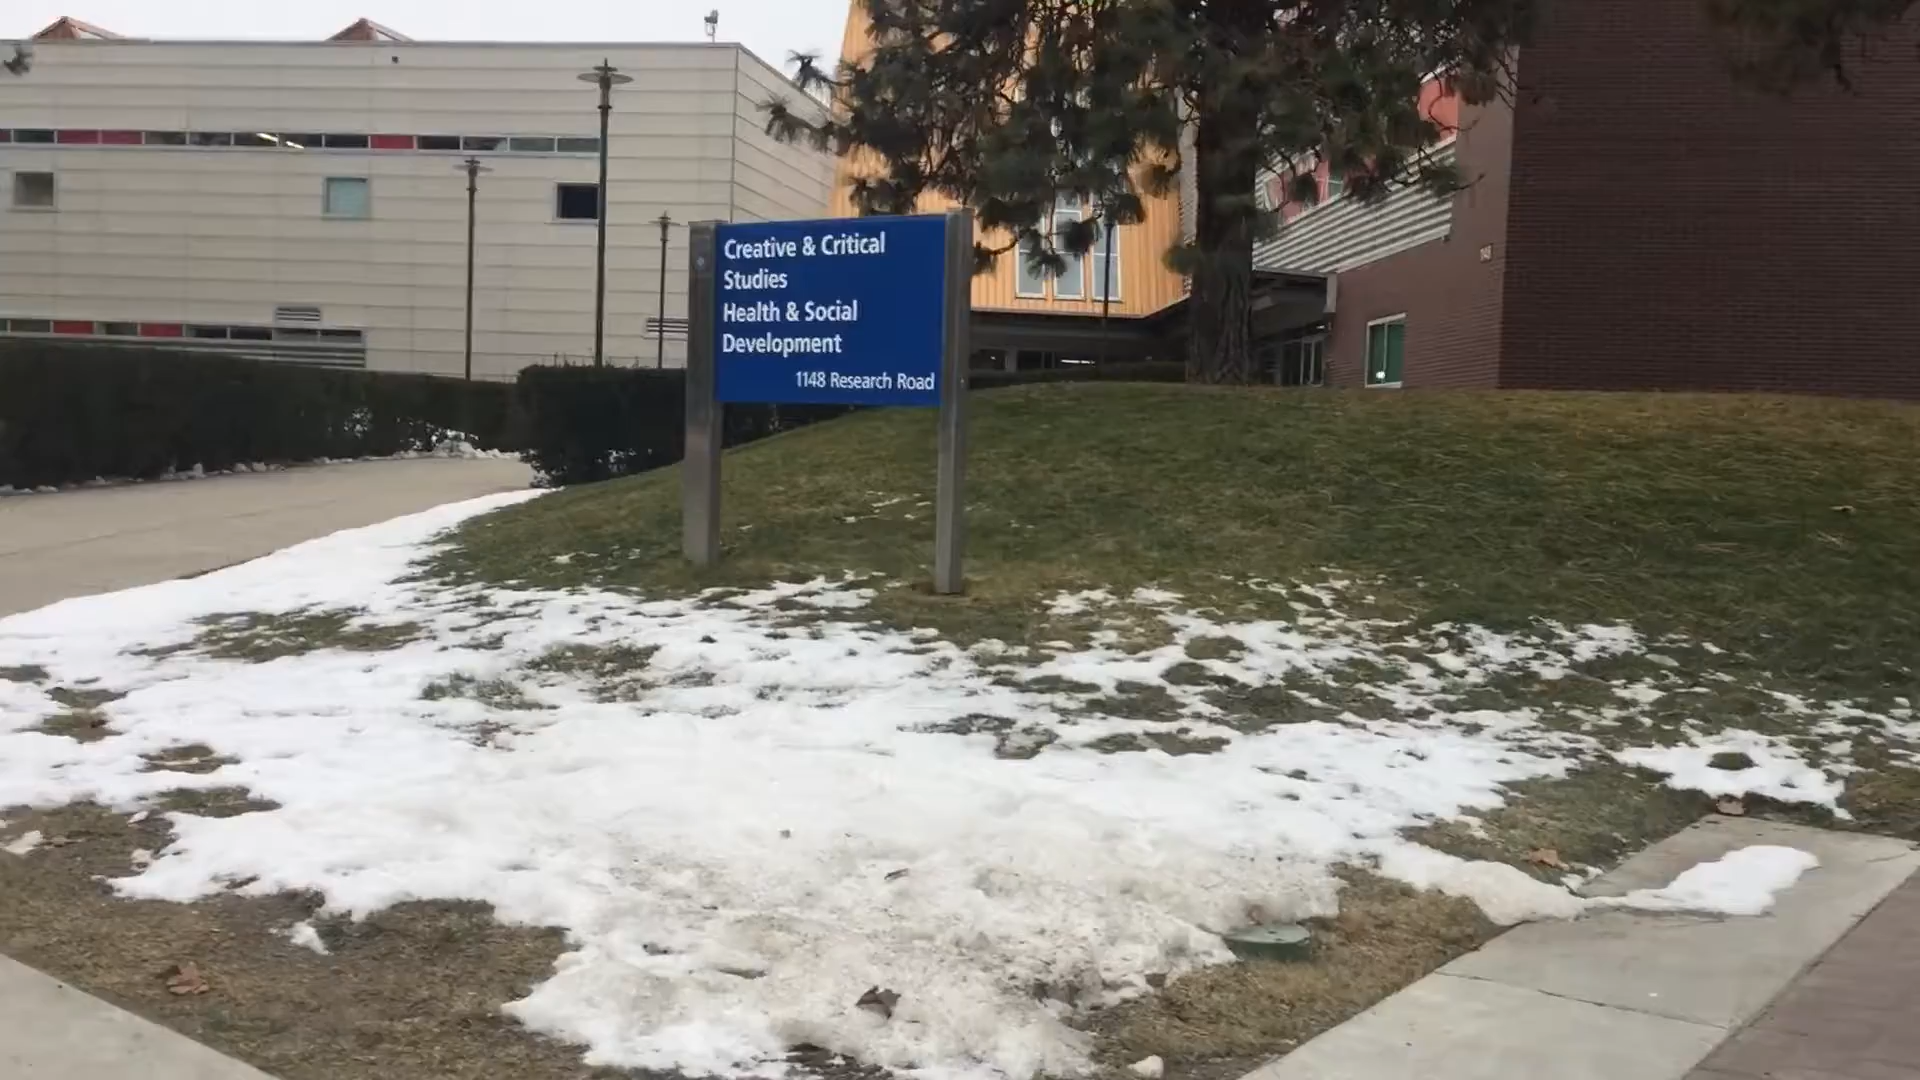 Creative & Critical
Studies
Health & Social
Development
1148 Research Road